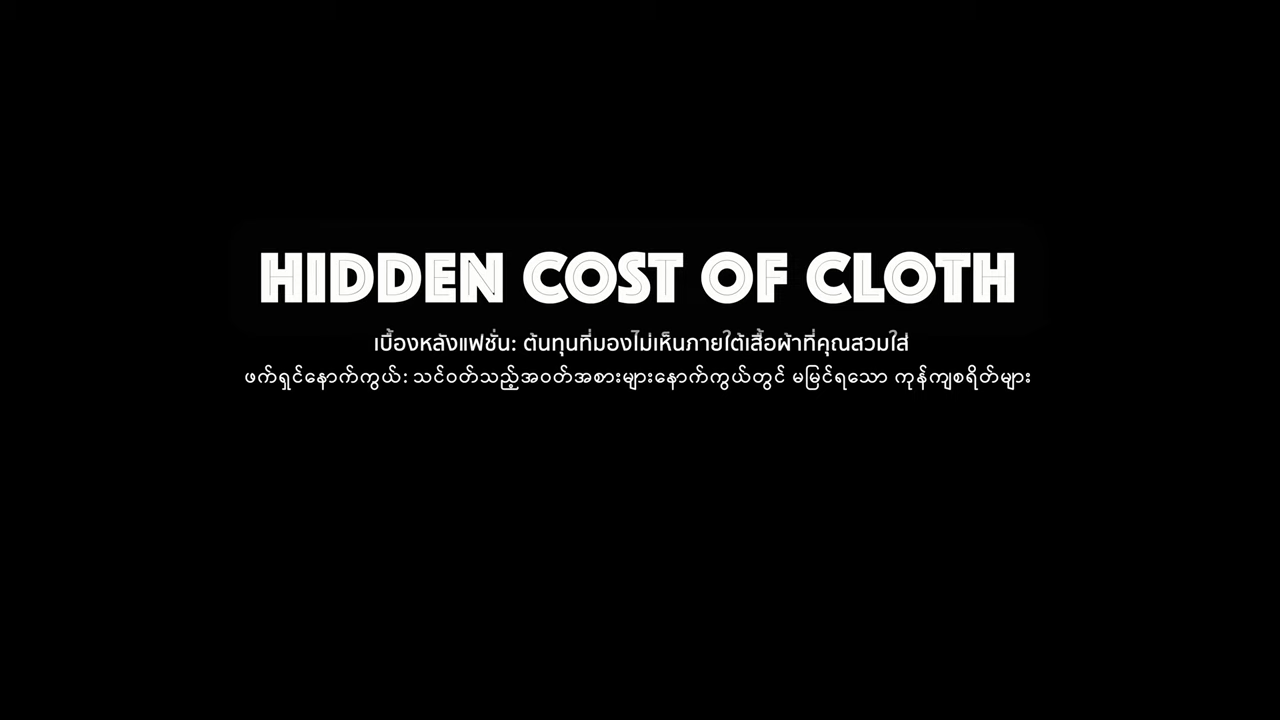 HIDDEN COST OF CLOTH
เบื้องหลังแฟชั่น: ต้นทุนที่มองไม่เห็นภายใต้เสื้อผ้าที่คุณสวมใส่
ဖက်ရှင်နောက်ကွယ်: သင်ဝတ်သည့်အဝတ်အစားများနောက်ကွယ်တွင် မမြင်ရသော ကုန်ကျစရိတ်များ